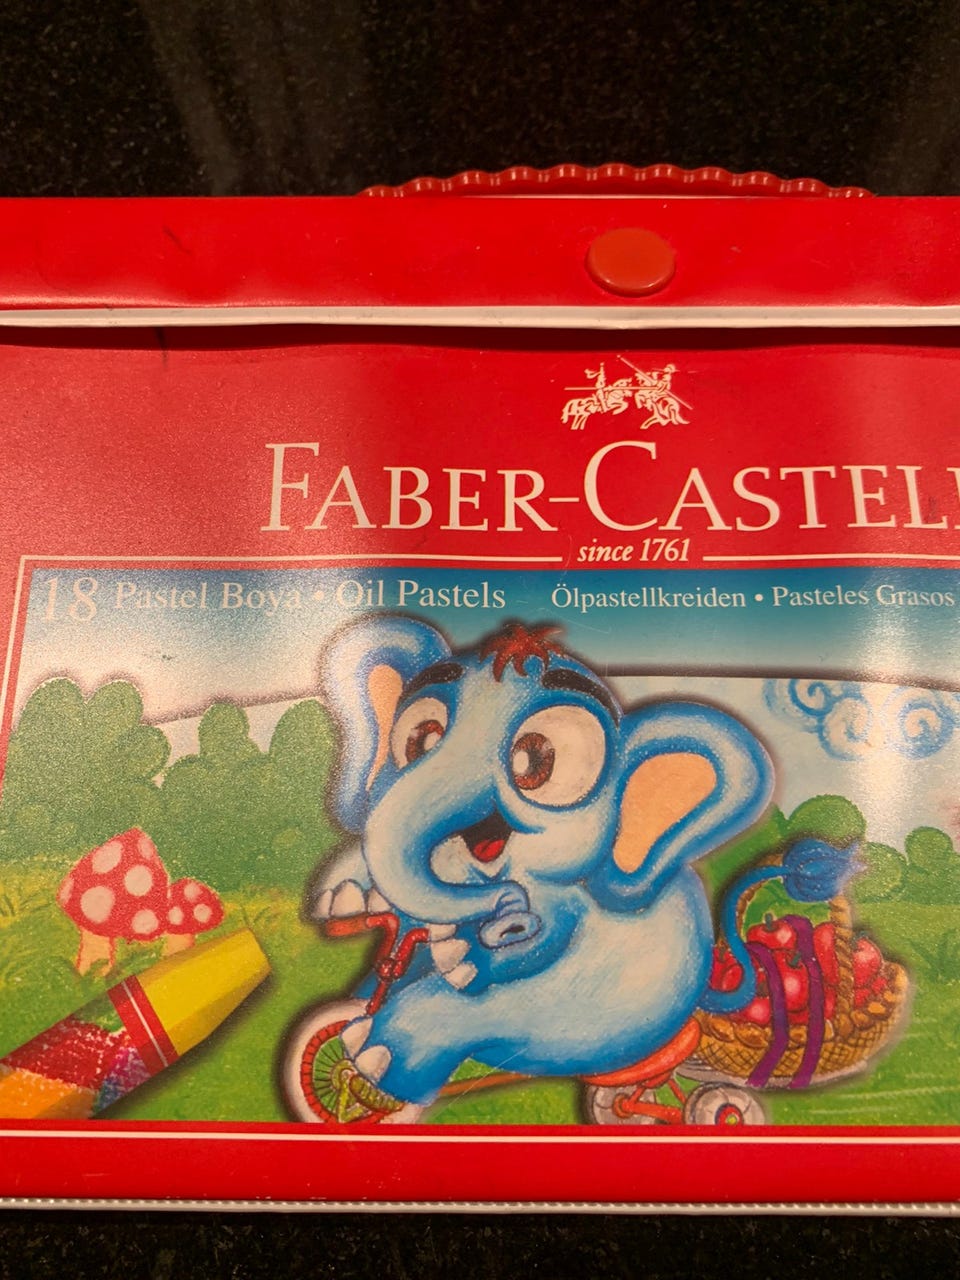 FABER-CASTELL
since 1761
18 Pastel Boya • Oil Pastels Ölpastellkreiden • Pasteles Grasos